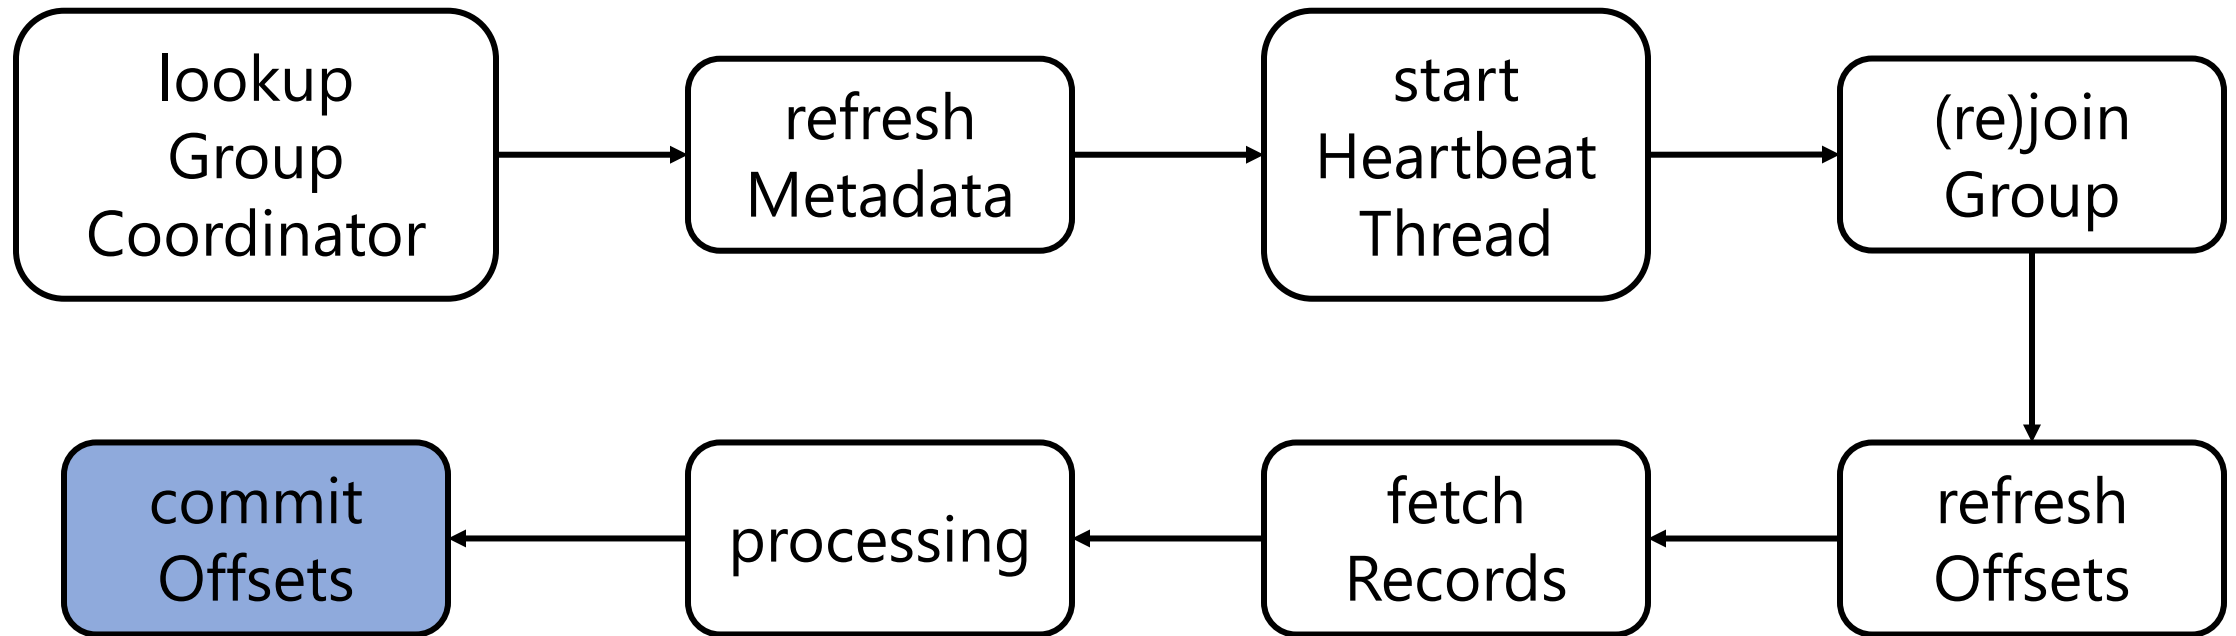 lookup
Group
Coordinator
refresh
Metadata
start
Heartbeat
Thread
(re)join
Group
refresh
Offsets
fetch
Records
processing
commit
Offsets